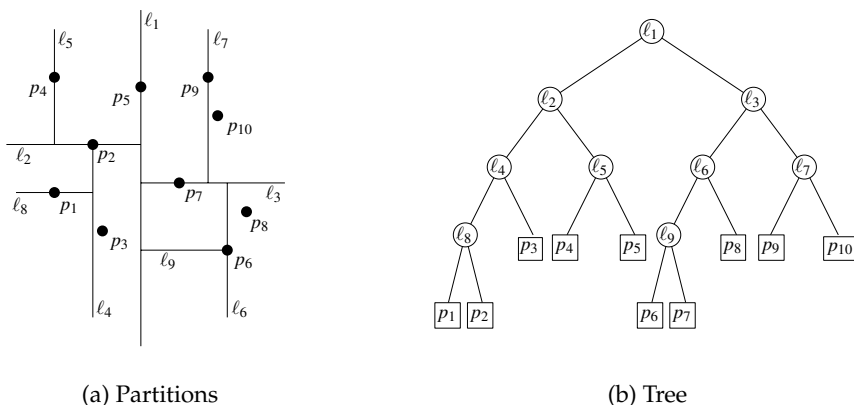 ℓ1
ℓ5
ℓ7
p4
p5
p9
p10
ℓ2
p2
p7
ℓ3
ℓ8
p1
p8
p3
ℓ9
p6
ℓ4
ℓ6
(a) Partitions
ℓ1
ℓ2
ℓ3
ℓ4
ℓ5
ℓ6
ℓ7
ℓ8
p3
p4
p5
ℓ9
p8
p9
p10
p1
p2
p6
p7
(b) Tree